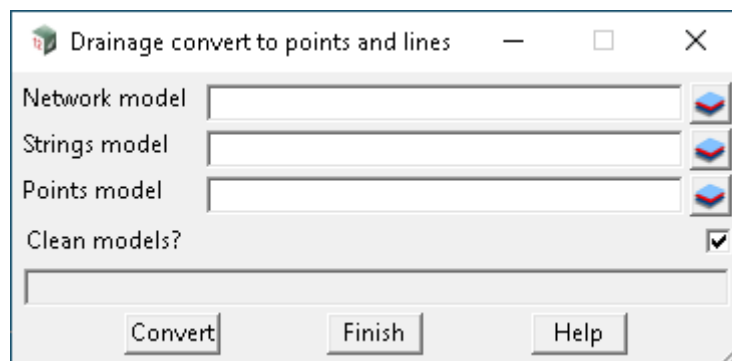 Drainage convert to points and lines
Network model
Strings model
Points model
Clean models?
Convert Finish Help